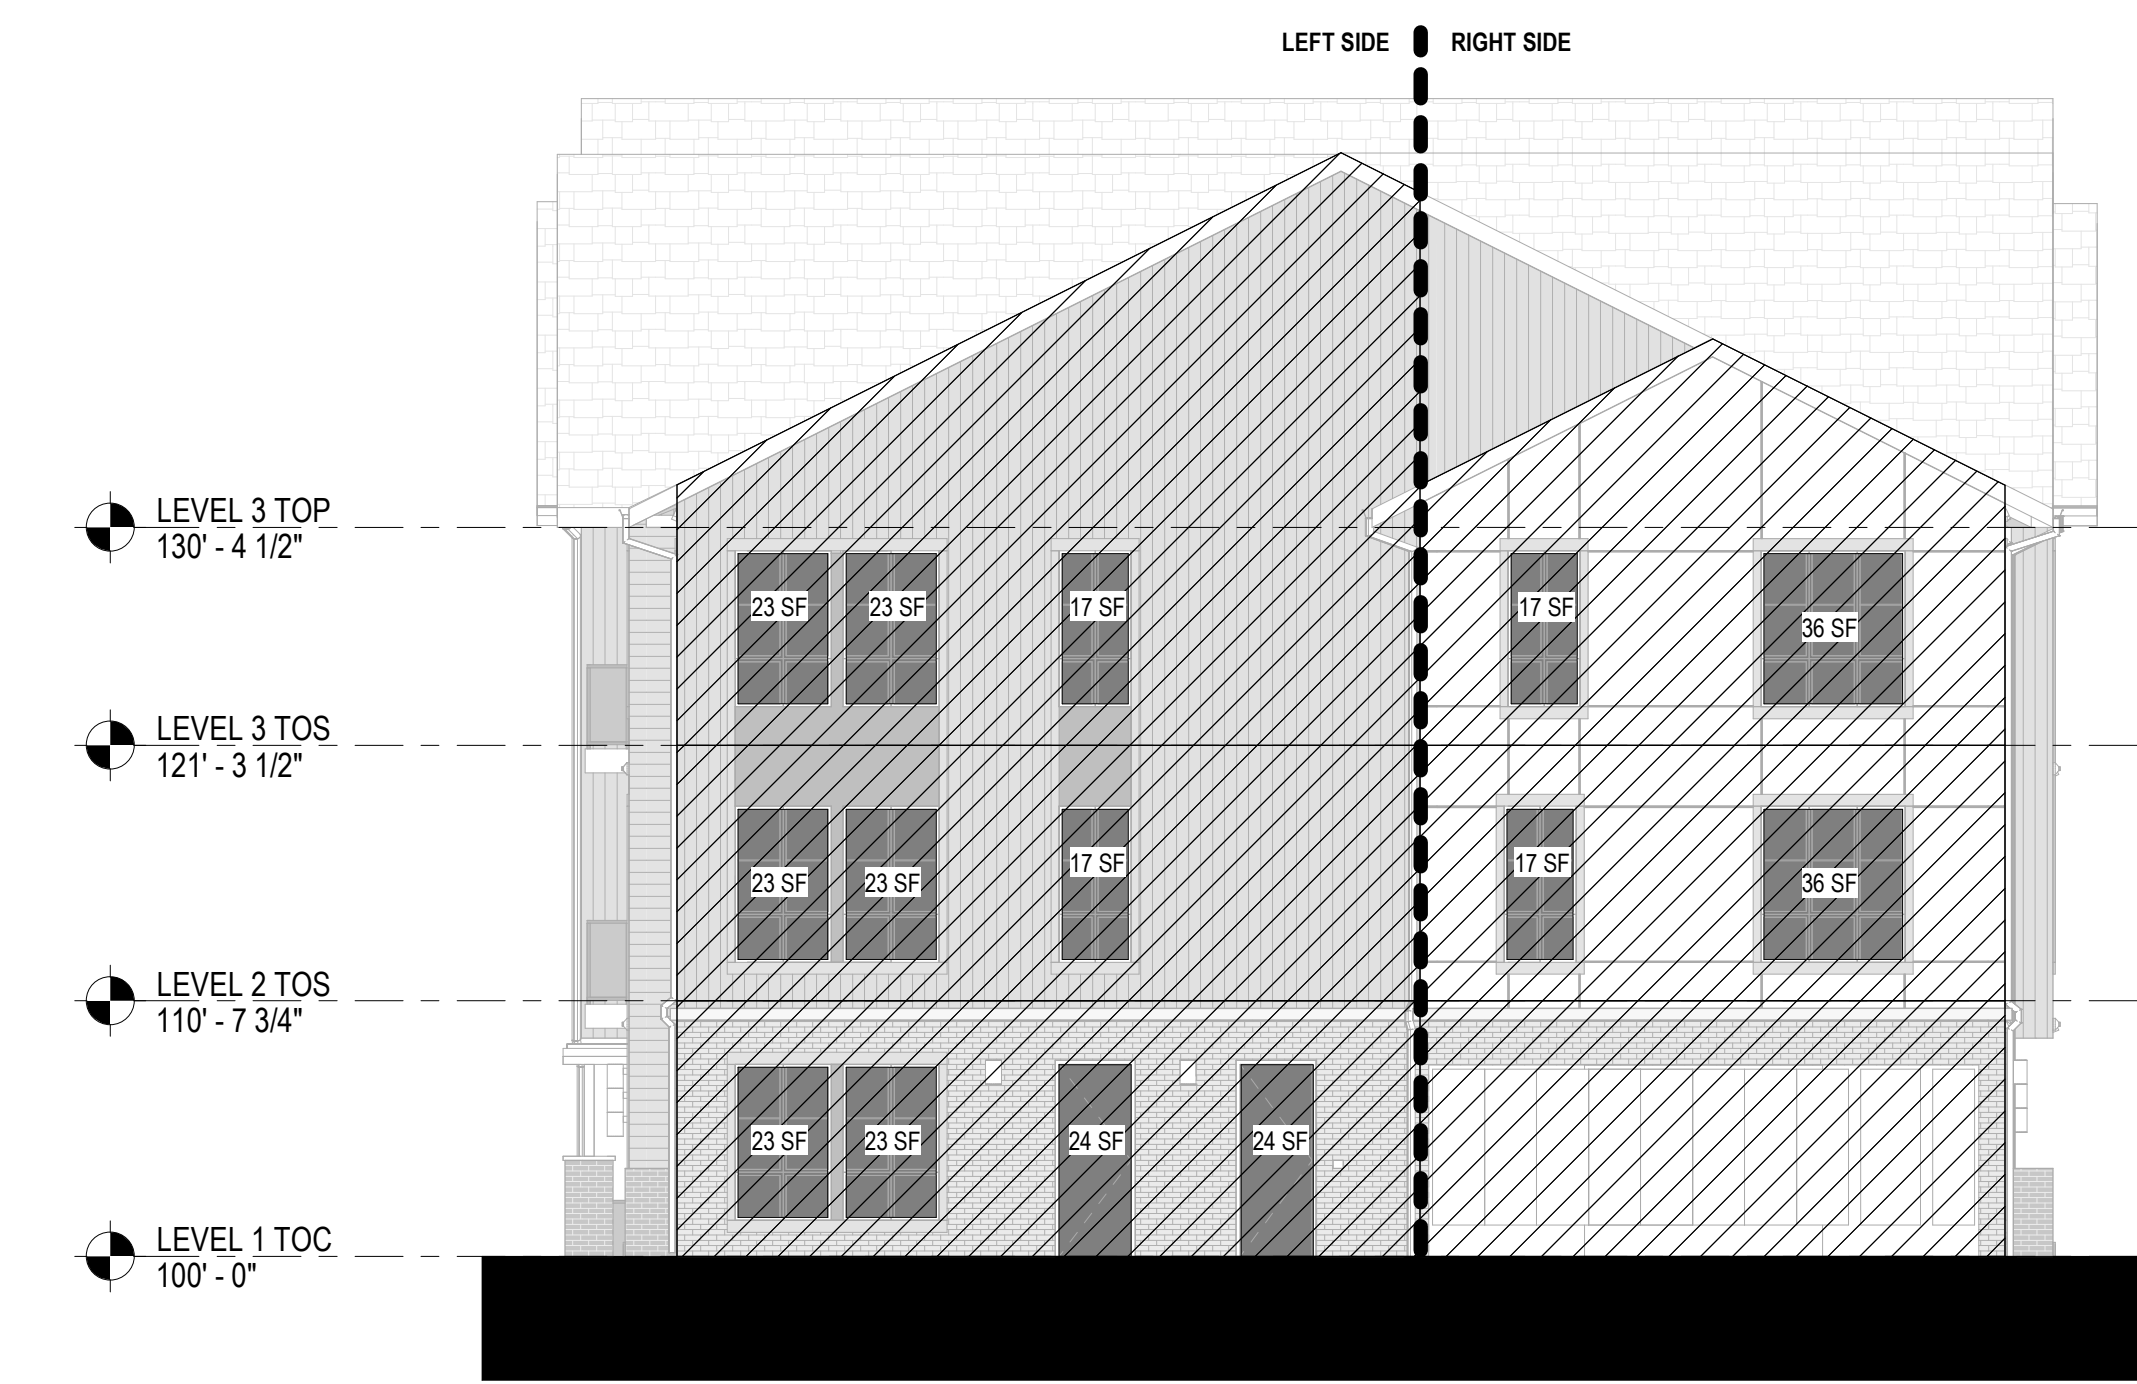 LEFT SIDE
RIGHT SIDE
LEVEL 3 TOP
130' - 4 1/2"
23 SF
23 SF
17 SF
17 SF
36 SF
LEVEL 3 TOS
121' - 3 1/2"
23 SF
23 SF
17 SF
17 SF
36 SF
LEVEL 2 TOS
110' - 7 3/4"
23 SF
23 SF
24 SF
24 SF
LEVEL 1 TOC
100' - 0"